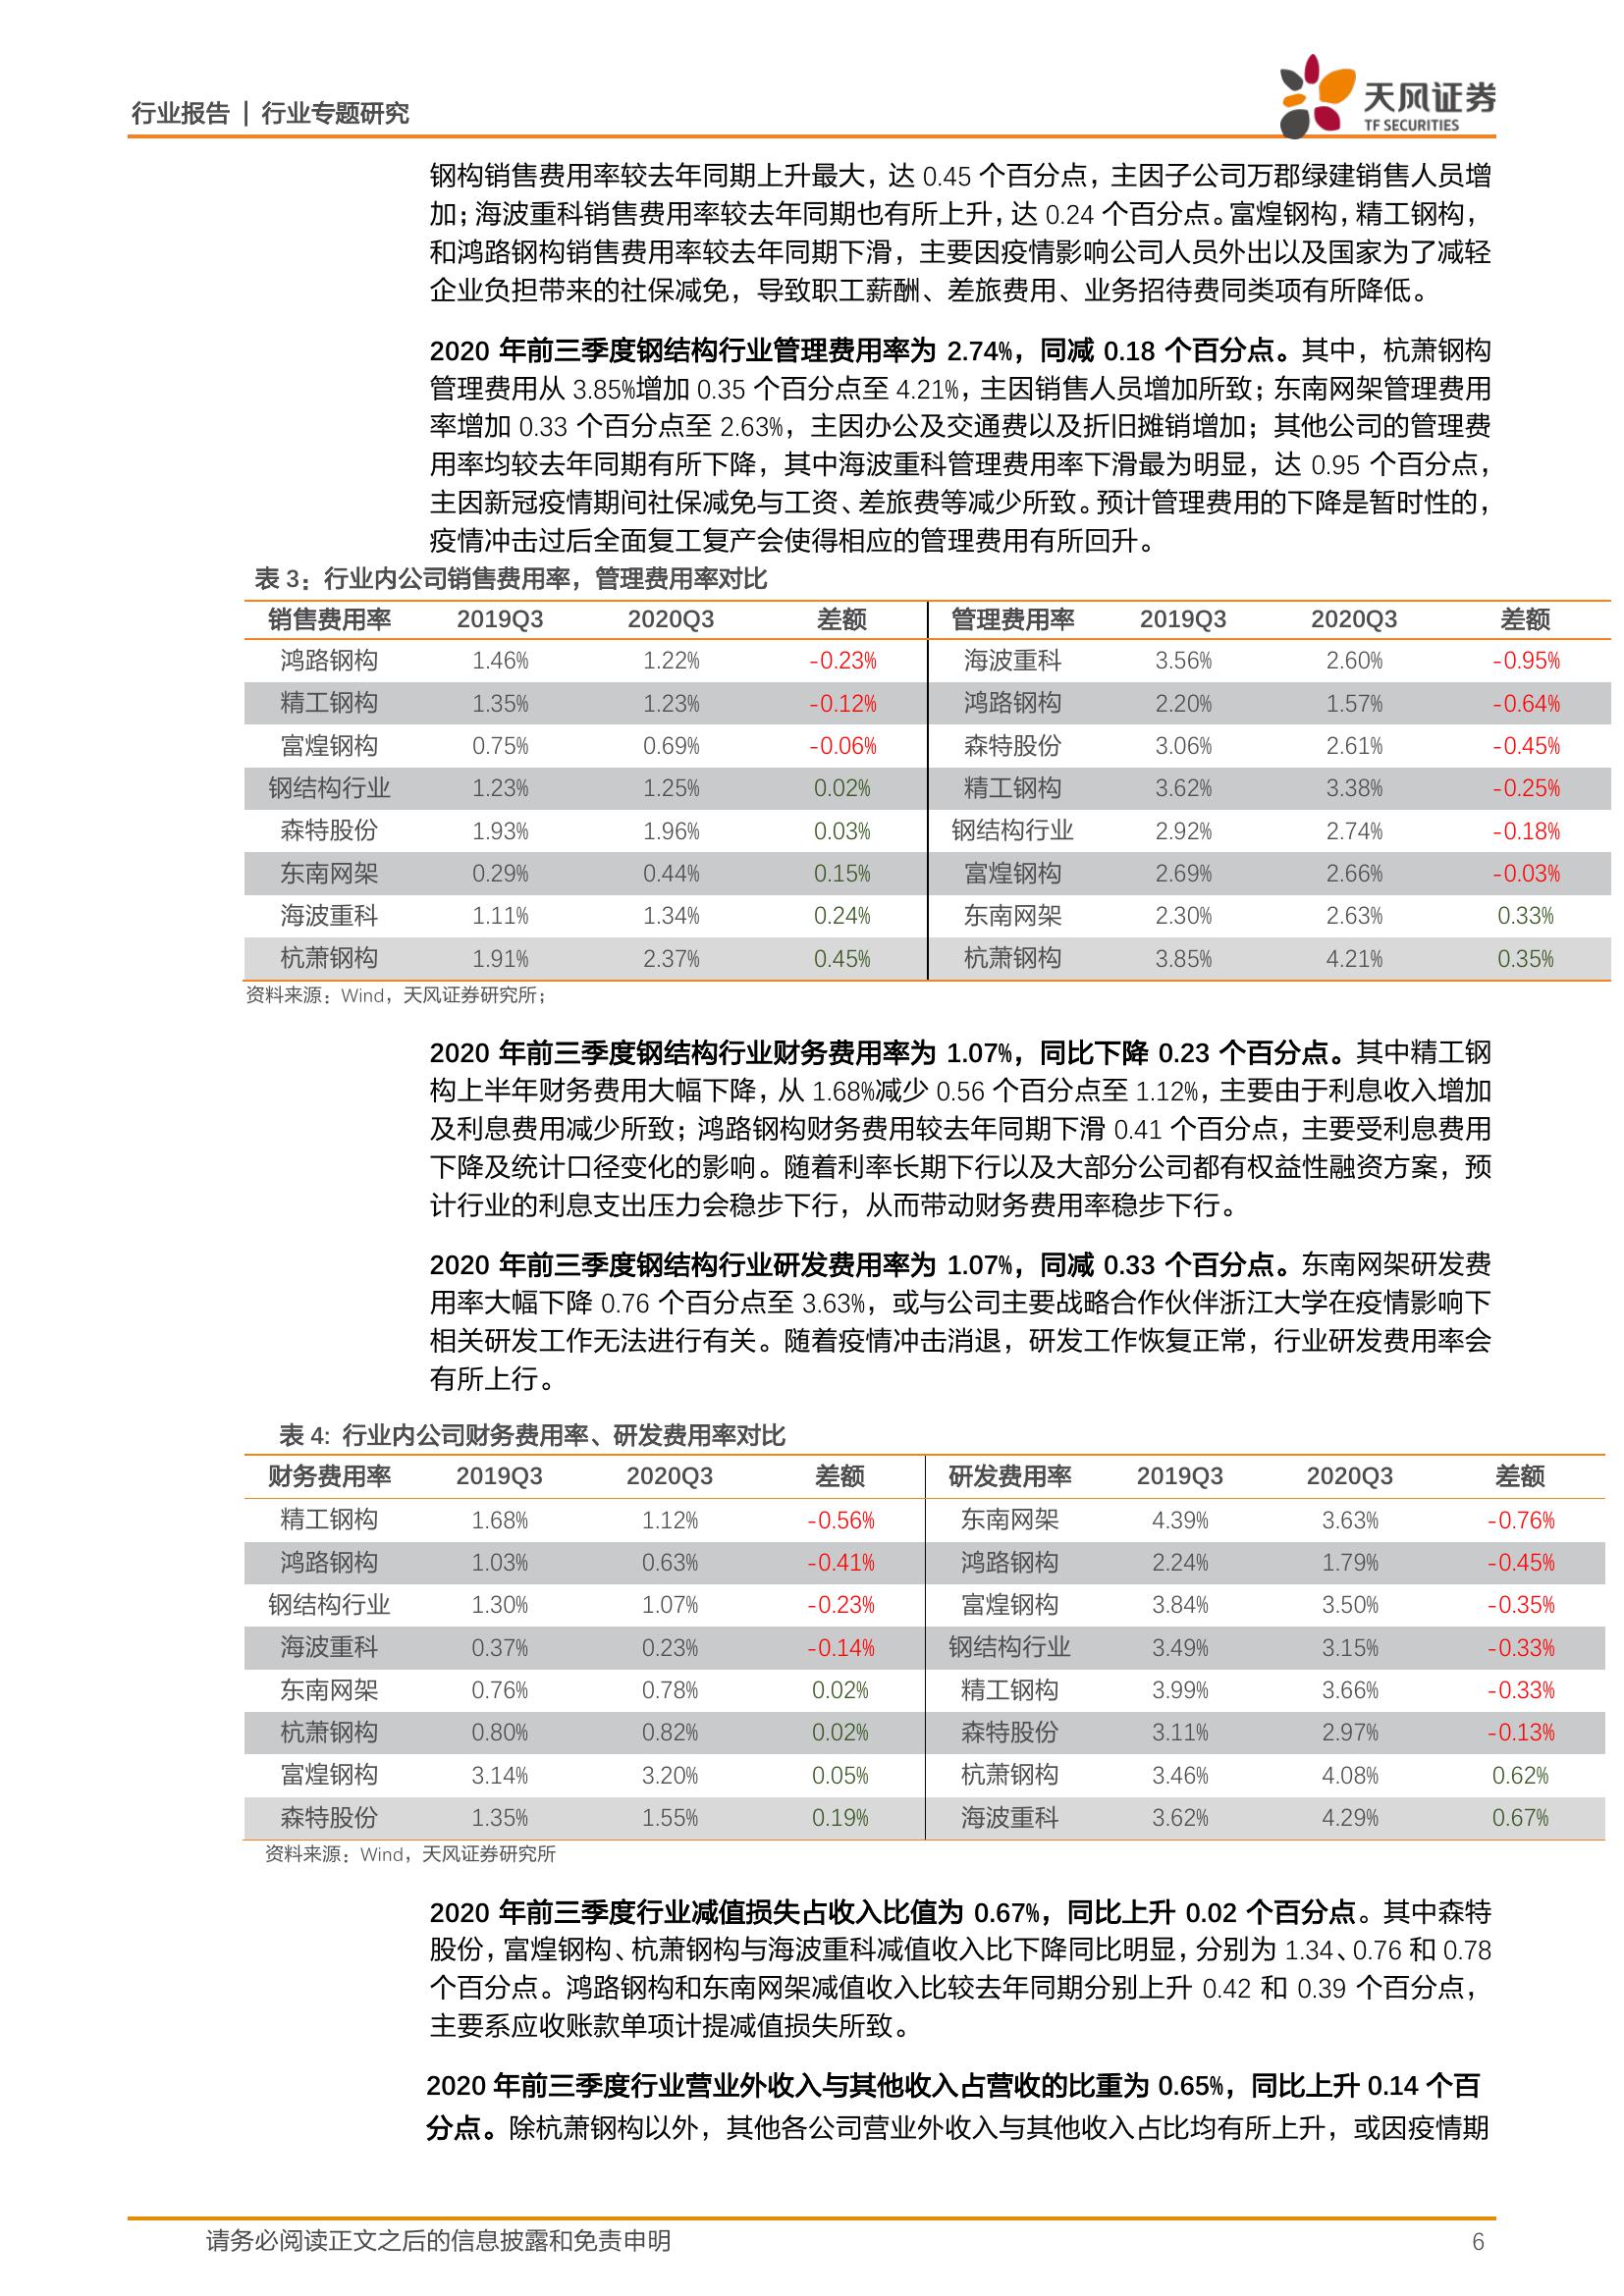 行业报告 | 行业专题研究
天风证券
TF SECURITIES
钢构销售费用率较去年同期上升最大，达 0.45 个百分点，主因子公司万郡绿建销售人员增
加；海波重科销售费用率较去年同期也有所上升，达 0.24 个百分点。富煌钢构，精工钢构，
和鸿路钢构销售费用率较去年同期下滑，主要因疫情影响公司人员外出以及国家为了减轻
企业负担带来的社保减免，导致职工薪酬、差旅费用、业务招待费同类项有所降低。
2020 年前三季度钢结构行业管理费用率为 2.74%，同减 0.18 个百分点。其中，杭萧钢构
管理费用从 3.85%增加 0.35 个百分点至 4.21%，主因销售人员增加所致；东南网架管理费用
率增加 0.33 个百分点至 2.63%，主因办公及交通费以及折旧摊销增加；其他公司的管理费
用率均较去年同期有所下降，其中海波重科管理费用率下滑最为明显，达 0.95 个百分点，
主因新冠疫情期间社保减免与工资、差旅费等减少所致。预计管理费用的下降是暂时性的，
疫情冲击过后全面复工复产会使得相应的管理费用有所回升。
表 3：行业内公司销售费用率，管理费用率对比
销售费用率 2019Q3 2020Q3 差额 管理费用率 2019Q3 2020Q3 差额
鸿路钢构 1.46% 1.22% -0.23% 海波重科 3.56% 2.60% -0.95%
精工钢构 1.35% 1.23% -0.12% 鸿路钢构 2.20% 1.57% -0.64%
富煌钢构 0.75% 0.69% -0.06% 森特股份 3.06% 2.61% -0.45%
钢结构行业 1.23% 1.25% 0.02% 精工钢构 3.62% 3.38% -0.25%
森特股份 1.93% 1.96% 0.03% 钢结构行业 2.92% 2.74% -0.18%
东南网架 0.29% 0.44% 0.15% 富煌钢构 2.69% 2.66% -0.03%
海波重科 1.11% 1.34% 0.24% 东南网架 2.30% 2.63% 0.33%
杭萧钢构 1.91% 2.37% 0.45% 杭萧钢构 3.85% 4.21% 0.35%
资料来源：Wind，天风证券研究所；
2020 年前三季度钢结构行业财务费用率为 1.07%，同比下降 0.23 个百分点。其中精工钢
构上半年财务费用大幅下降，从 1.68%减少 0.56 个百分点至 1.12%，主要由于利息收入增加
及利息费用减少所致；鸿路钢构财务费用较去年同期下滑 0.41 个百分点，主要受利息费用
下降及统计口径变化的影响。随着利率长期下行以及大部分公司都有权益性融资方案，预
计行业的利息支出压力会稳步下行，从而带动财务费用率稳步下行。
2020 年前三季度钢结构行业研发费用率为 1.07%，同减 0.33 个百分点。东南网架研发费
用率大幅下降 0.76 个百分点至 3.63%，或与公司主要战略合作伙伴浙江大学在疫情影响下
相关研发工作无法进行有关。随着疫情冲击消退，研发工作恢复正常，行业研发费用率会
有所上行。
表 4: 行业内公司财务费用率、研发费用率对比
财务费用率 2019Q3 2020Q3 差额 研发费用率 2019Q3 2020Q3 差额
精工钢构 1.68% 1.12% -0.56% 东南网架 4.39% 3.63% -0.76%
鸿路钢构 1.03% 0.63% -0.41% 鸿路钢构 2.24% 1.79% -0.45%
钢结构行业 1.30% 1.07% -0.23% 富煌钢构 3.84% 3.50% -0.35%
海波重科 0.37% 0.23% -0.14% 钢结构行业 3.49% 3.15% -0.33%
东南网架 0.76% 0.78% 0.02% 精工钢构 3.99% 3.66% -0.33%
杭萧钢构 0.80% 0.82% 0.02% 森特股份 3.11% 2.97% -0.13%
富煌钢构 3.14% 3.20% 0.05% 杭萧钢构 3.46% 4.08% 0.62%
森特股份 1.35% 1.55% 0.19% 海波重科 3.62% 4.29% 0.67%
资料来源：Wind，天风证券研究所
2020 年前三季度行业减值损失占收入比值为 0.67%，同比上升 0.02 个百分点。其中森特
股份，富煌钢构、杭萧钢构与海波重科减值收入比下降同比明显，分别为 1.34、0.76 和 0.78
个百分点。鸿路钢构和东南网架减值收入比较去年同期分别上升 0.42 和 0.39 个百分点，
主要系应收账款单项计提减值损失所致。
2020 年前三季度行业营业外收入与其他收入占营收的比重为 0.65%，同比上升 0.14 个百
分点。除杭萧钢构以外，其他各公司营业外收入与其他收入占比均有所上升，或因疫情期
请务必阅读正文之后的信息披露和免责申明 6